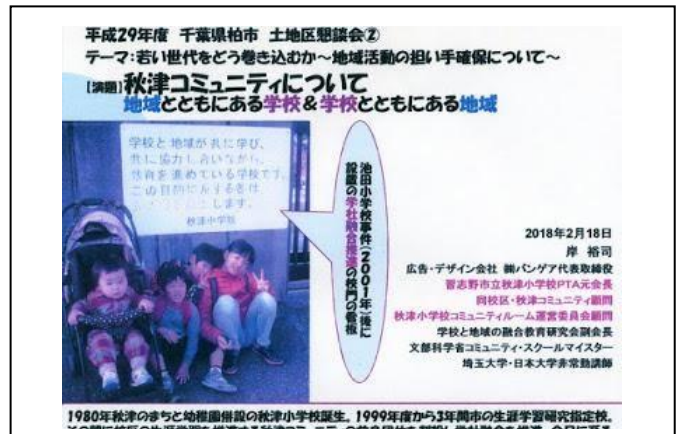 平成29年度 千葉県柏市 土地区懇談会②
テーマ:若い世代をどう巻き込むか~地域活動の担い手確保について~
【演題】秋津コミュニティについて
地域とともにある学校&学校とともにある地域
学校と地域が共に学び、
共に協力し合いながら、
教育を進めている学校です。
この目的に反する者は
します。
秋津小学校
池田小学校事件(2001年)後に
設置の学社融合推進の校門の看板
2018年2月18日
岸 裕司
広告・デザイン会社 ㈱パンゲア代表取締役
習志野市立秋津小学校PTA元会長
同校区・秋津コミュニティ顧問
秋津小学校コミュニティルーム運営委員会顧問
学校と地域の融合教育研究会副会長
文部科学省コミュニティ・スクールマイスター
埼玉大学・日本大学非常勤講師
1980年秋津のまちと幼稚園併設の秋津小学校誕生。1999年度から3年間市の生涯学習研究指定校。